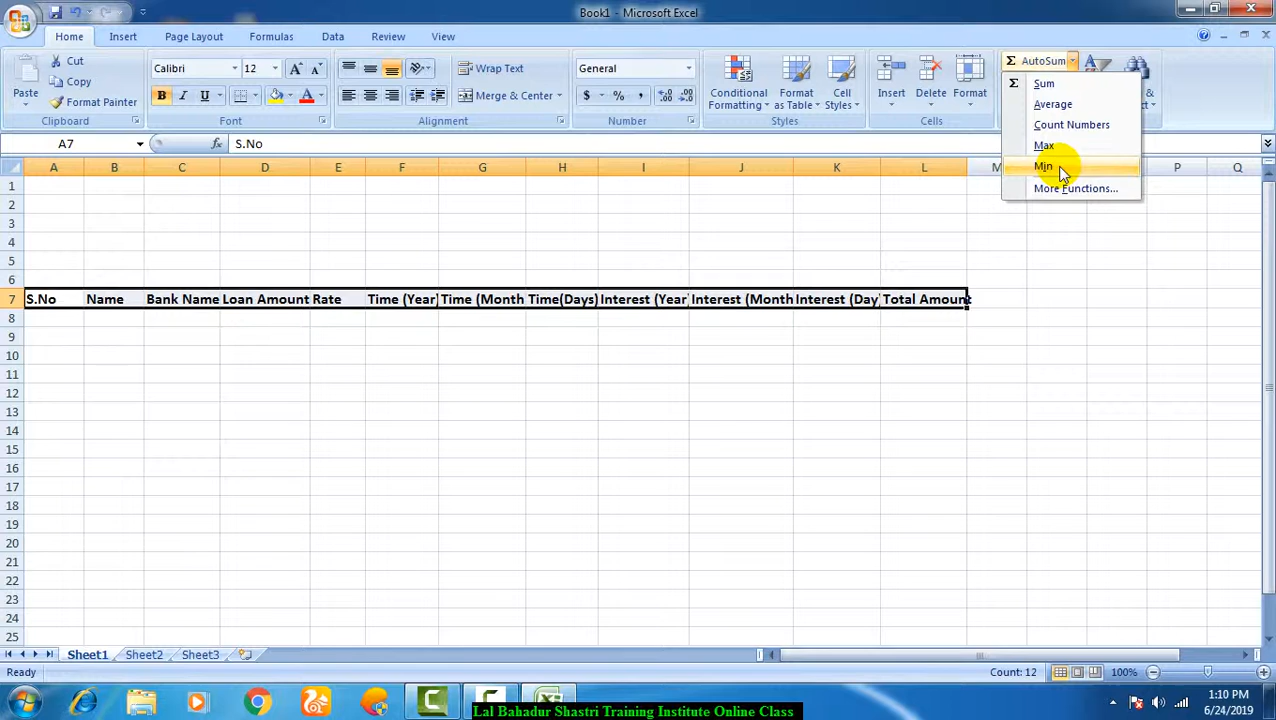 Book1 - Microsoft Excel
Home Insert Page Layout Formulas Data Review View
Cut
Copy
Format Painter
Paste
Clipboard
Calibri 12
B I U
Font
Wrap Text
Merge & Center
Alignment
General
$ % ,
Number
Conditional Formatting
Format as Table
Cell Styles
Styles
Insert Delete Format
Cells
Σ AutoSum
Σ Sum
Average
Count Numbers
Max
Min
More Functions...
A7 fx S.No
A B C D E F G H I J K L M P Q
1
2
3
4
5
6
7 S.No Name Bank Name Loan Amount Rate Time (Year) Time (Month Time(Days) Interest (Year) Interest (Month Interest (Day) Total Amount
8
9
10
11
12
13
14
15
16
17
18
19
20
21
22
23
24
25
Sheet1 Sheet2 Sheet3
Ready Count: 12 100%
1:10 PM
6/24/2019
Lal Bahadur Shastri Training Institute Online Class